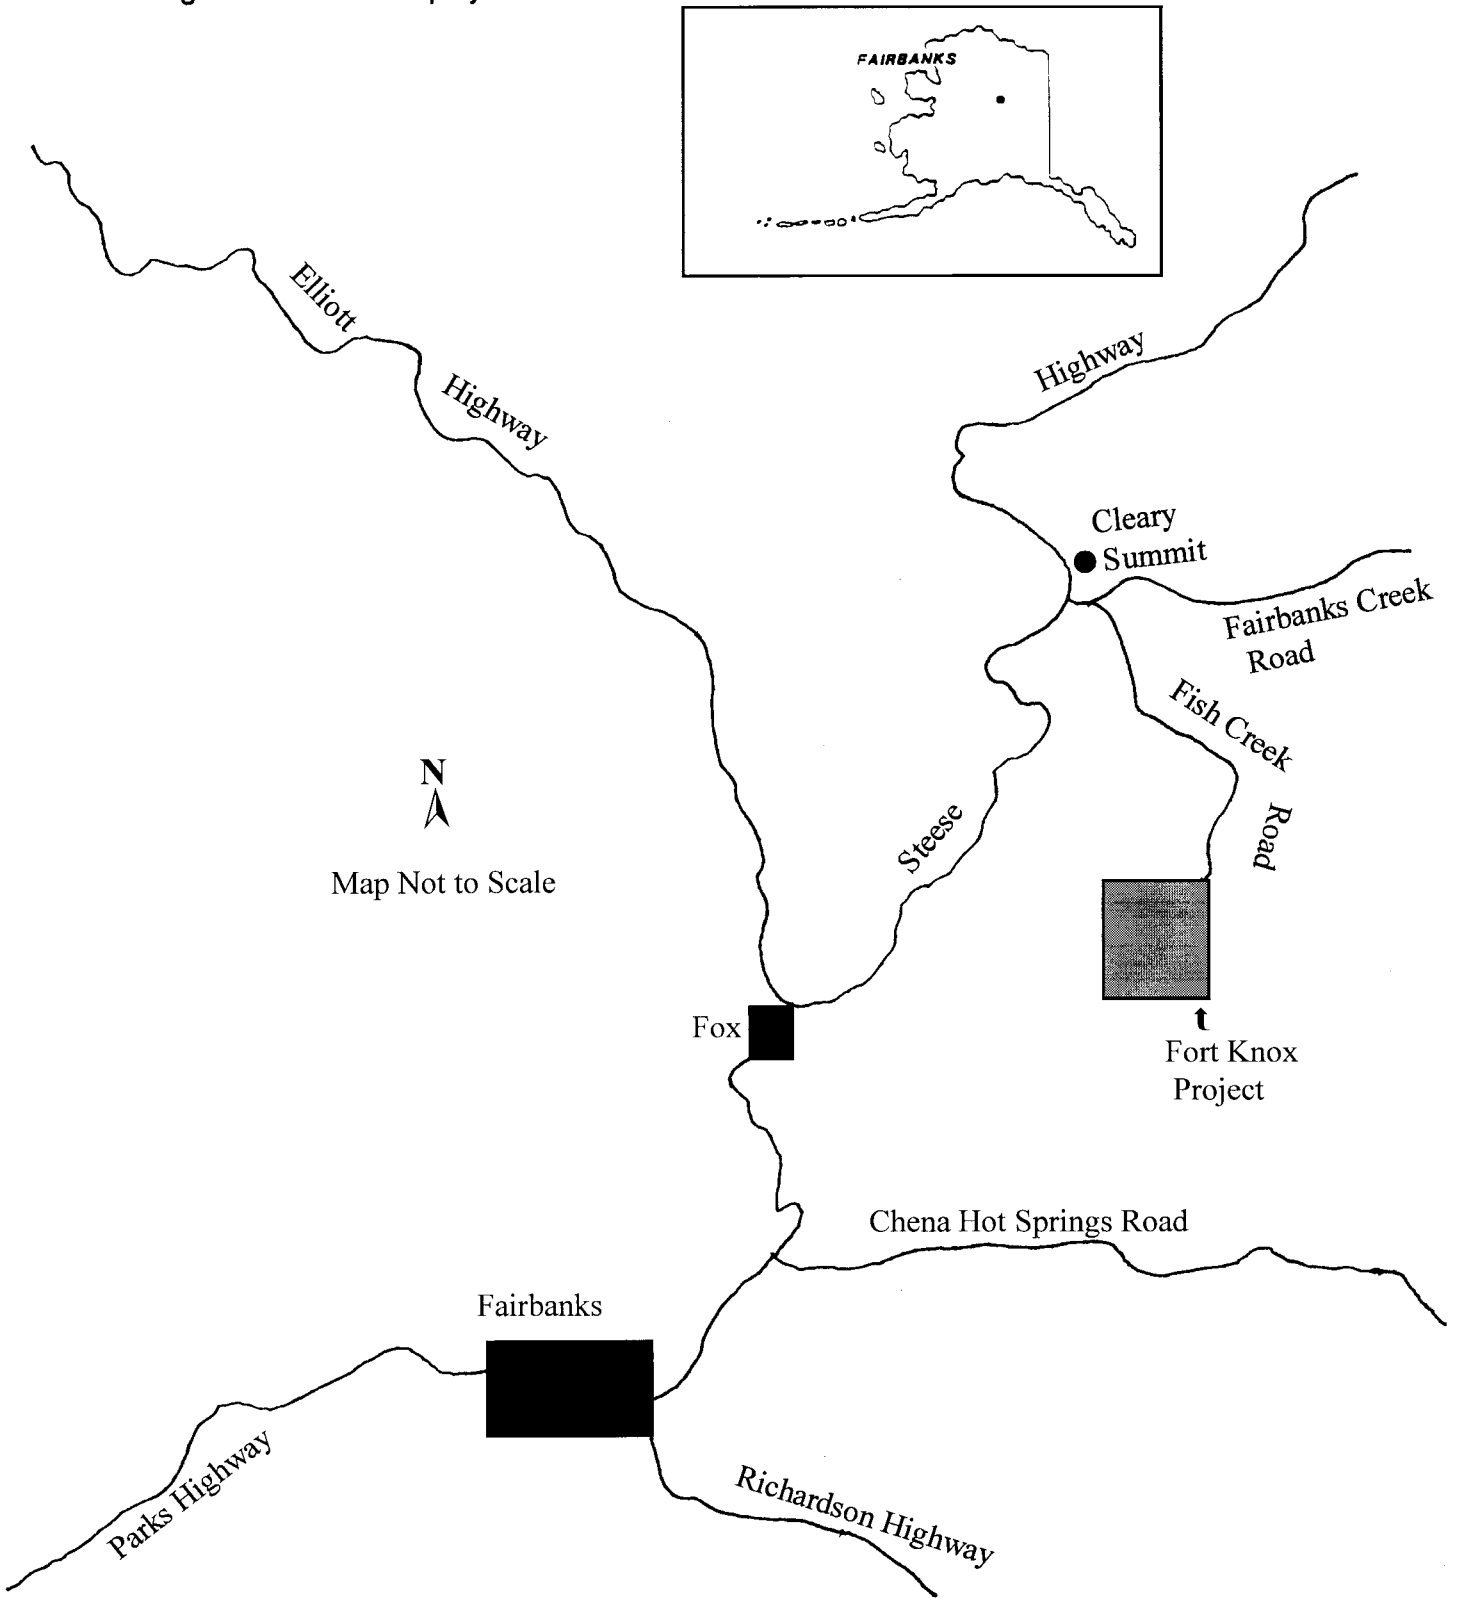 FAIRBANKS
Elliott
Highway
Highway
Cleary
Summit
Fairbanks Creek
Road
Fish Creek
Road
Steese
N
Map Not to Scale
Fox
Fort Knox
Project
Chena Hot Springs Road
Fairbanks
Parks Highway
Richardson Highway